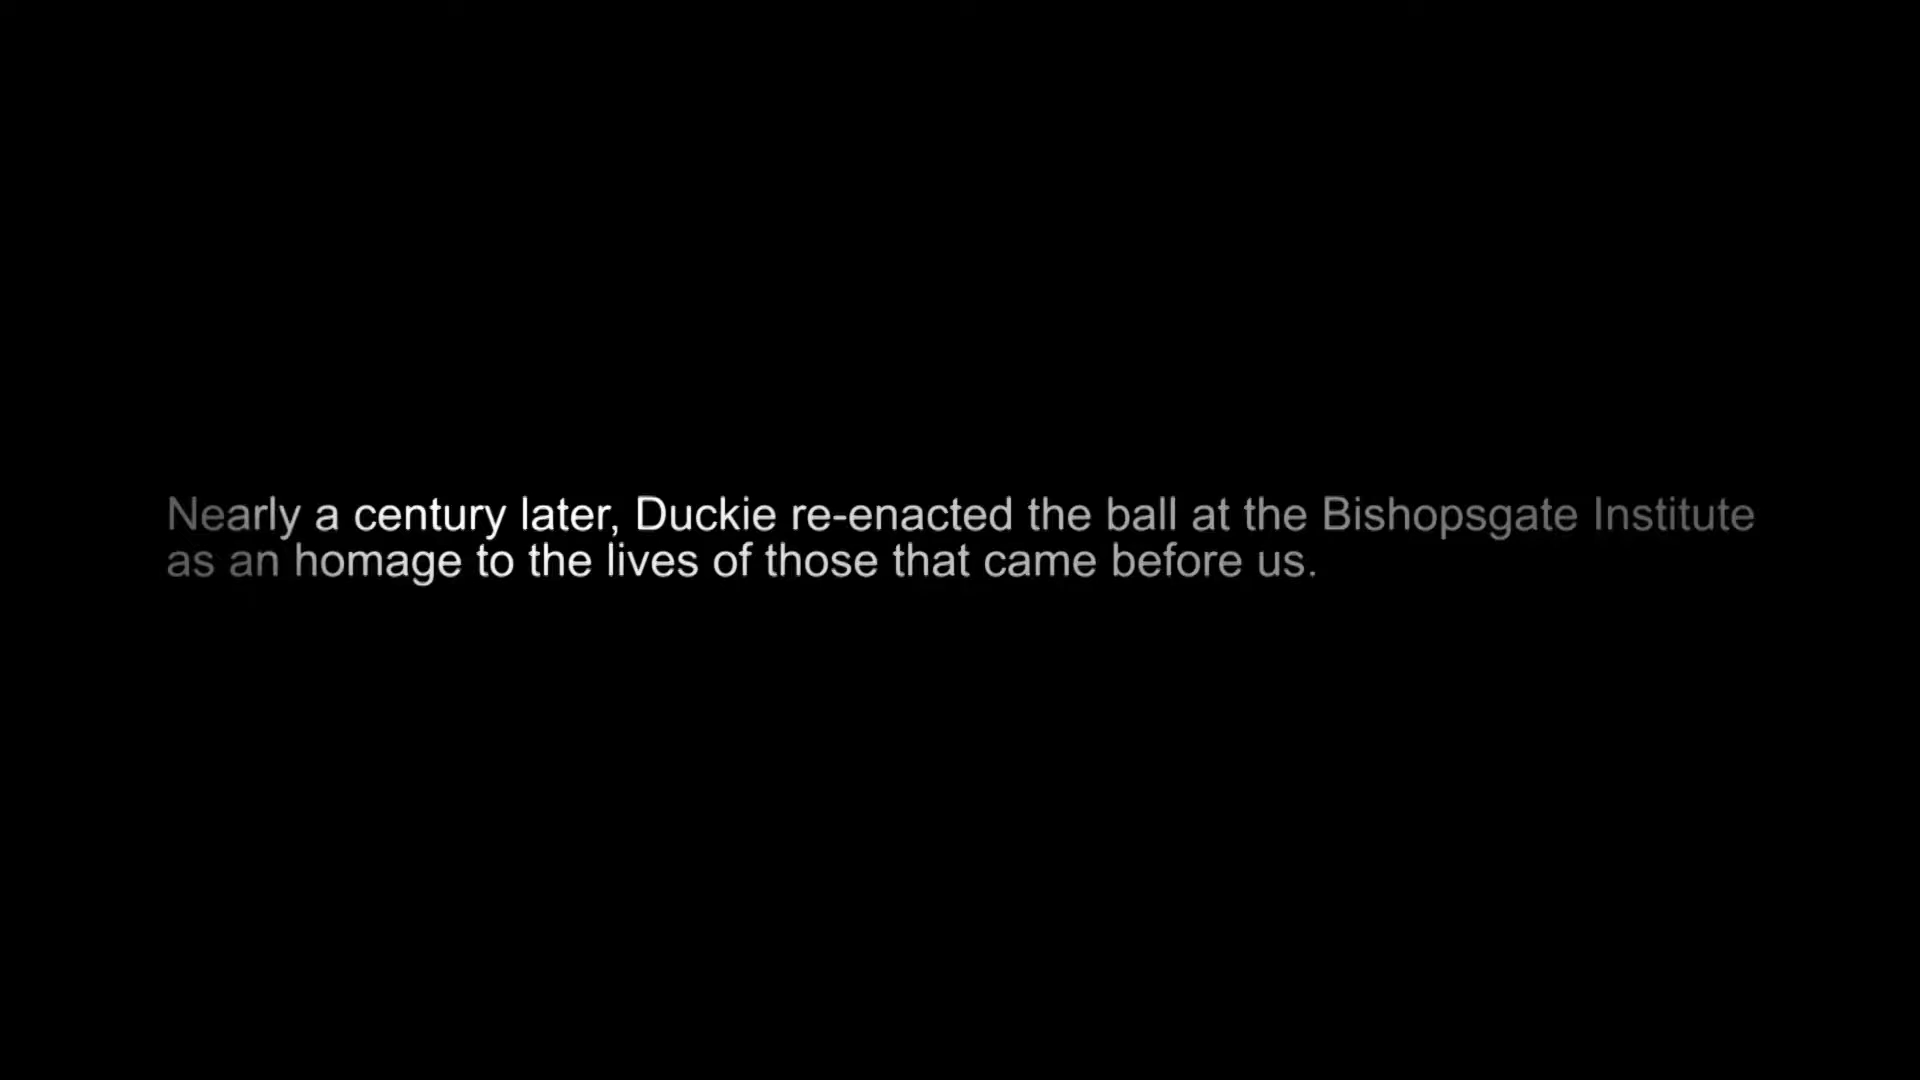 Nearly a century later, Duckie re-enacted the ball at the Bishopsgate Institute
as an homage to the lives of those that came before us.